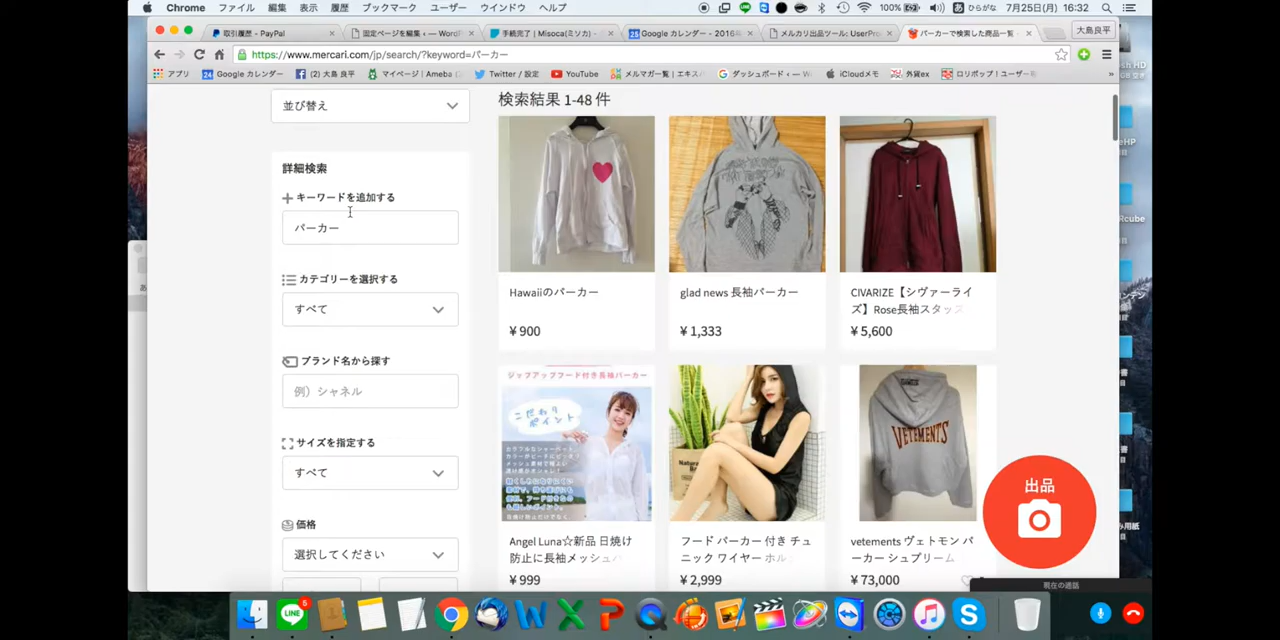 Chrome ファイル 編集 表示 履歴 ブックマーク ユーザー ウインドウ ヘルプ 100% あ ひらがな 7月25日(月) 16:32
取引履歴 - PayPal 固定ページを編集 ‹ — WordP 手続完了 | Misoca(ミソカ) - Google カレンダー - 2016年 メルカリ出品ツール: UserPro パーカーで検索した商品一覧 - 大島良平
https://www.mercari.com/jp/search/?keyword=パーカー
アプリ Google カレンダー (2) 大島 良平 マイページ | Ameba Twitter / 設定 YouTube メルマガ一覧 | エキス ダッシュボード ‹ — W iCloudメモ 外貨ex ロリポップ！ユーザー
並び替え
検索結果 1-48 件
詳細検索
キーワードを追加する
パーカー
カテゴリーを選択する
すべて
ブランド名から探す
例）シャネル
サイズを指定する
すべて
価格
選択してください
Hawaiiのパーカー
¥ 900
glad news 長袖パーカー
¥ 1,333
CIVARIZE【シヴァーライ
ズ】Rose長袖スタッズ
¥ 5,600
ジップアップフード付き長袖パーカー
こだわり
ポイント
Angel Luna☆新品 日焼け
防止に長袖メッシュパ
¥ 999
フード パーカー 付き チュ
ニック ワイヤー ホル
¥ 2,999
VETEMENTS
vetements ヴェトモン パ
ーカー シュプリーム
¥ 73,000
出品
現在の通話
LINE
5